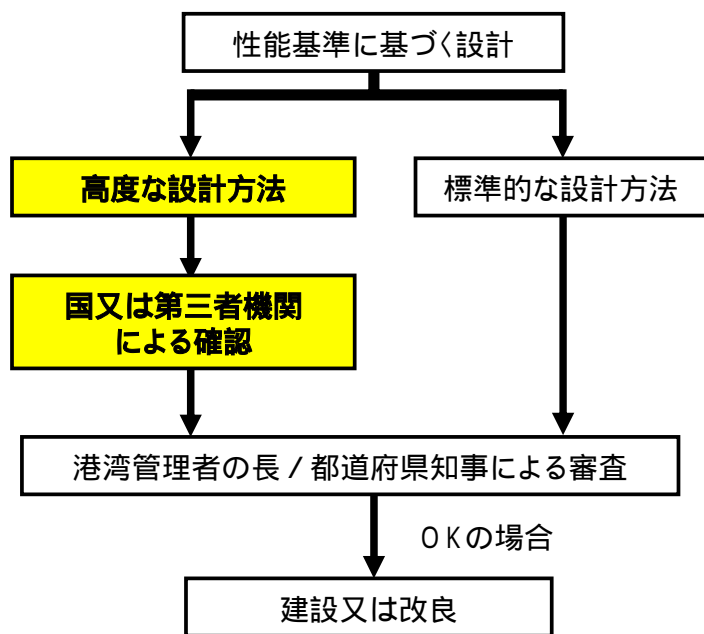 性能基準に基づく設計
高度な設計方法
標準的な設計方法
国又は第三者機関
による確認
港湾管理者の長/都道府県知事による審査
OKの場合
建設又は改良